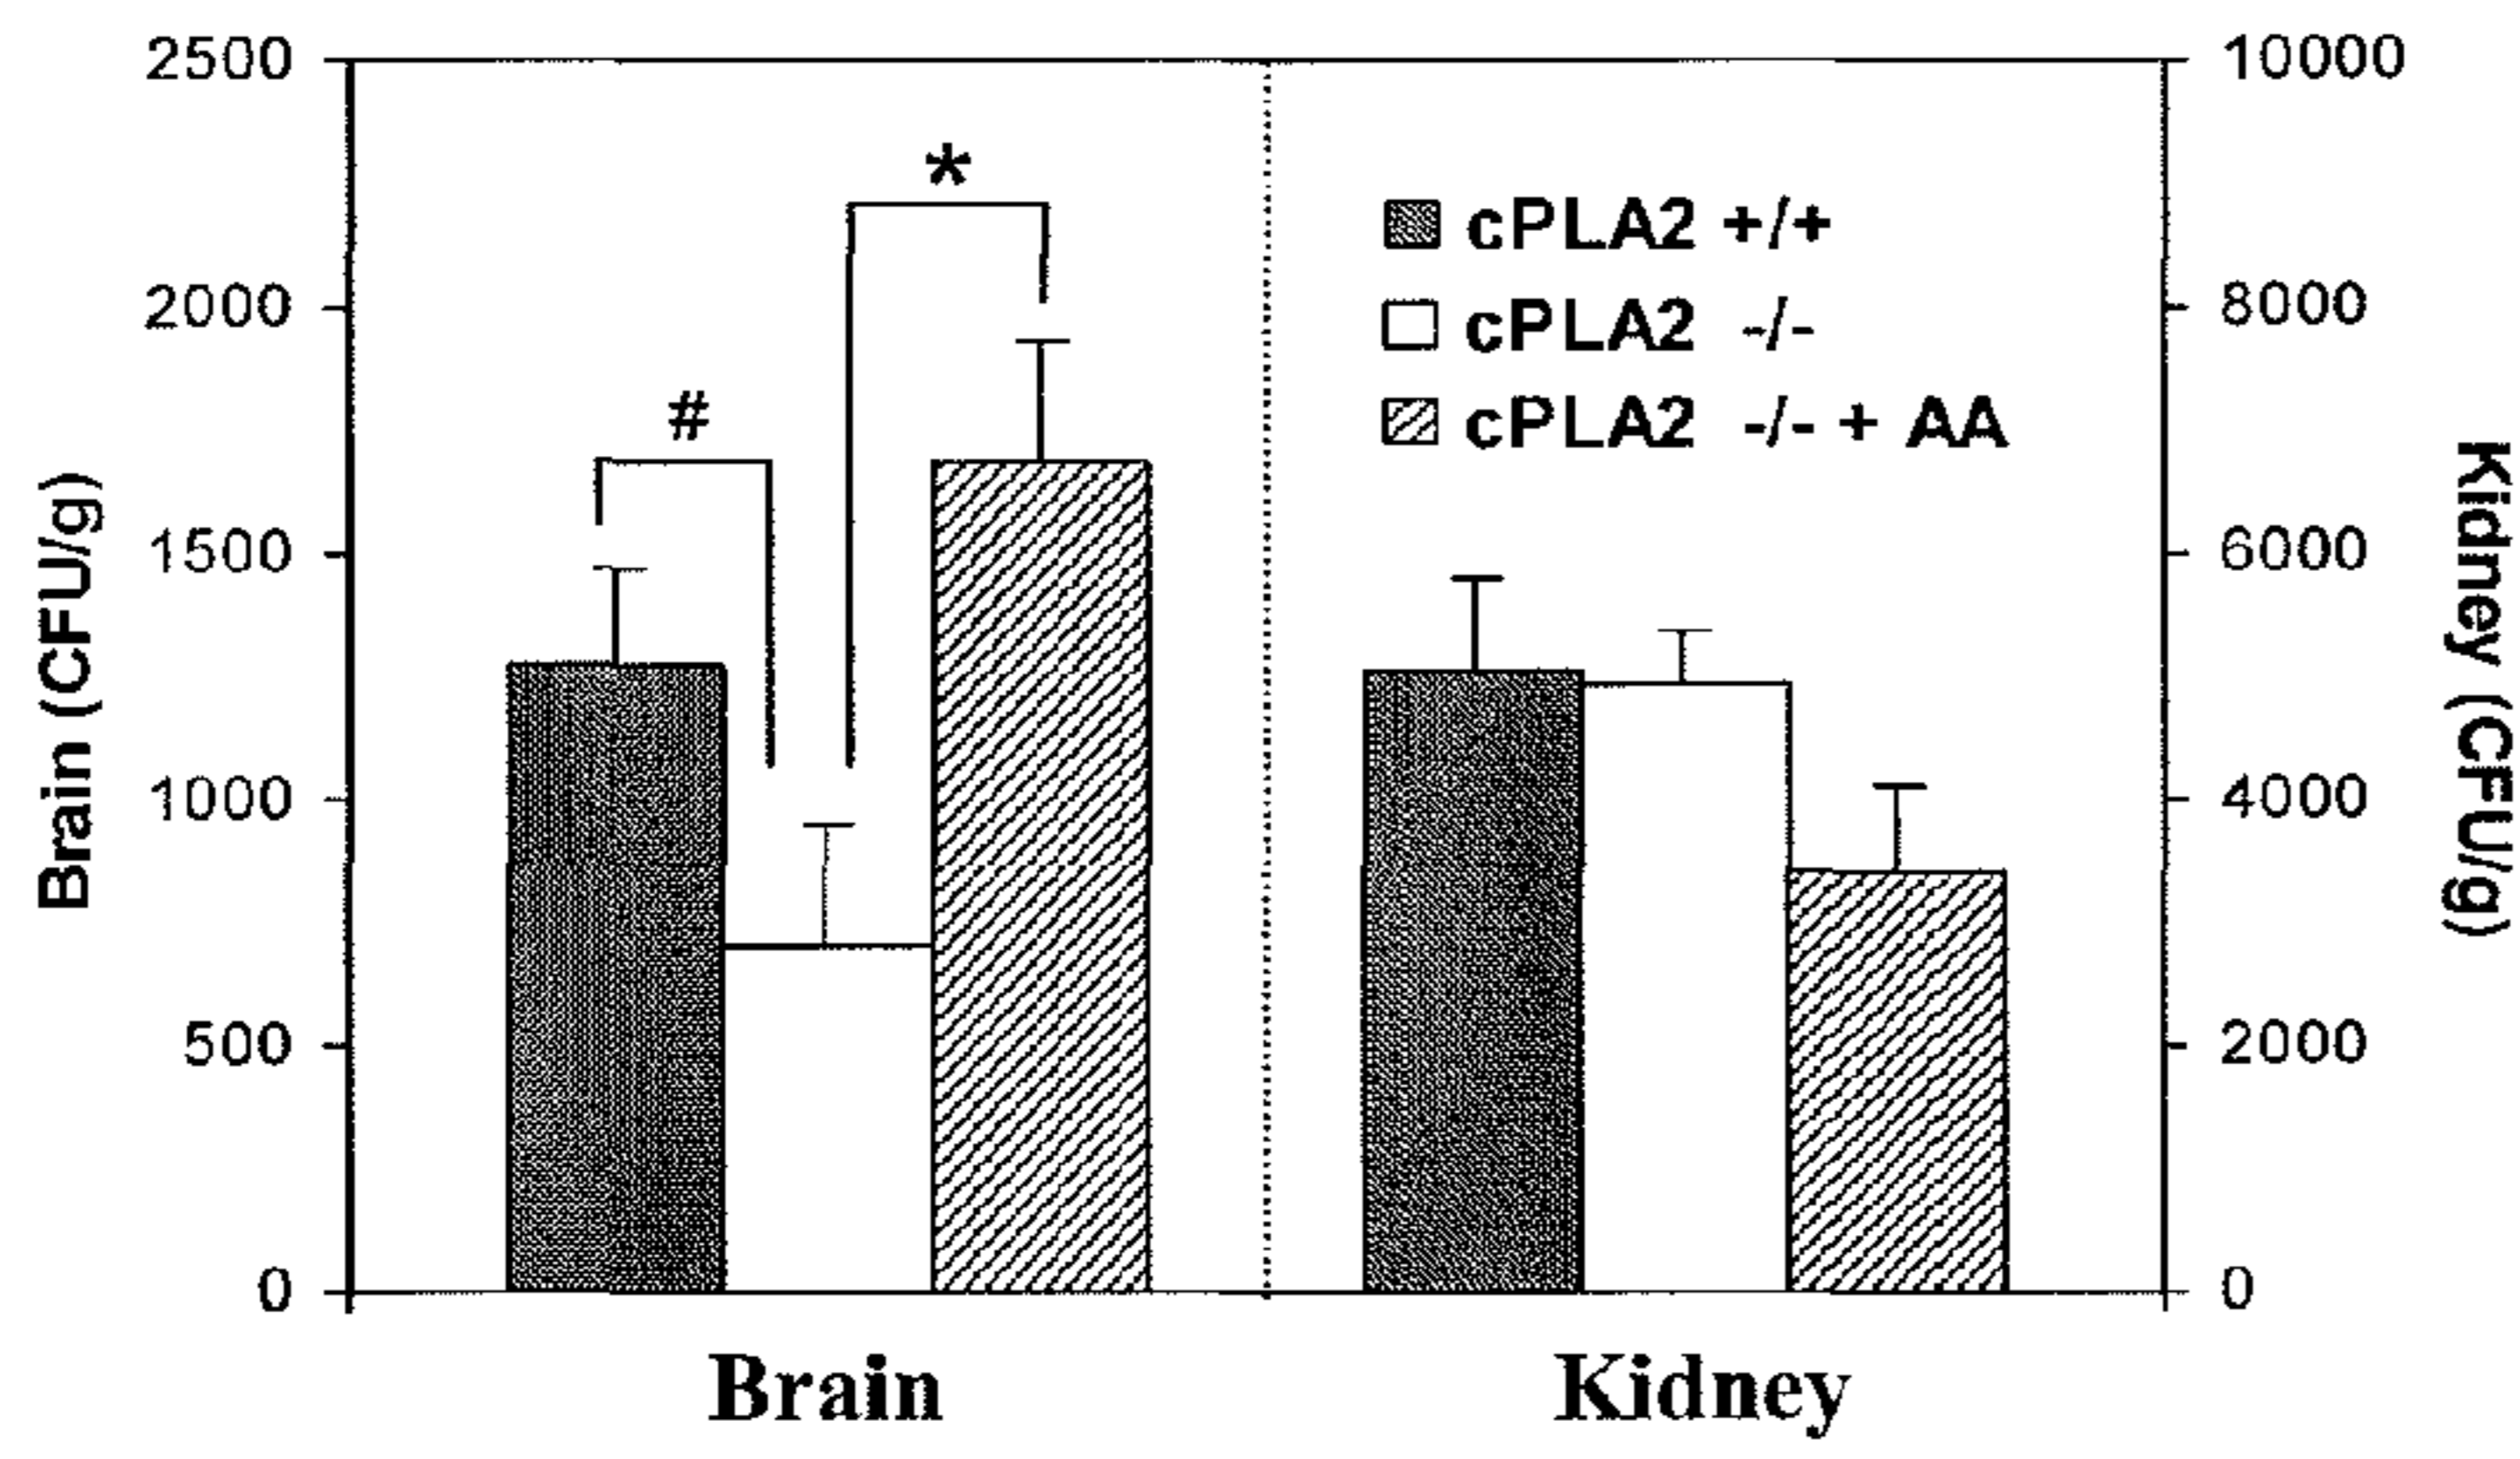 2500
2000
1500
1000
500
0
Brain (CFU/g)
#
*
cPLA2 +/+
cPLA2 -/-
cPLA2 -/- + AA
10000
8000
6000
4000
2000
0
Kidney (CFU/g)
Brain
Kidney